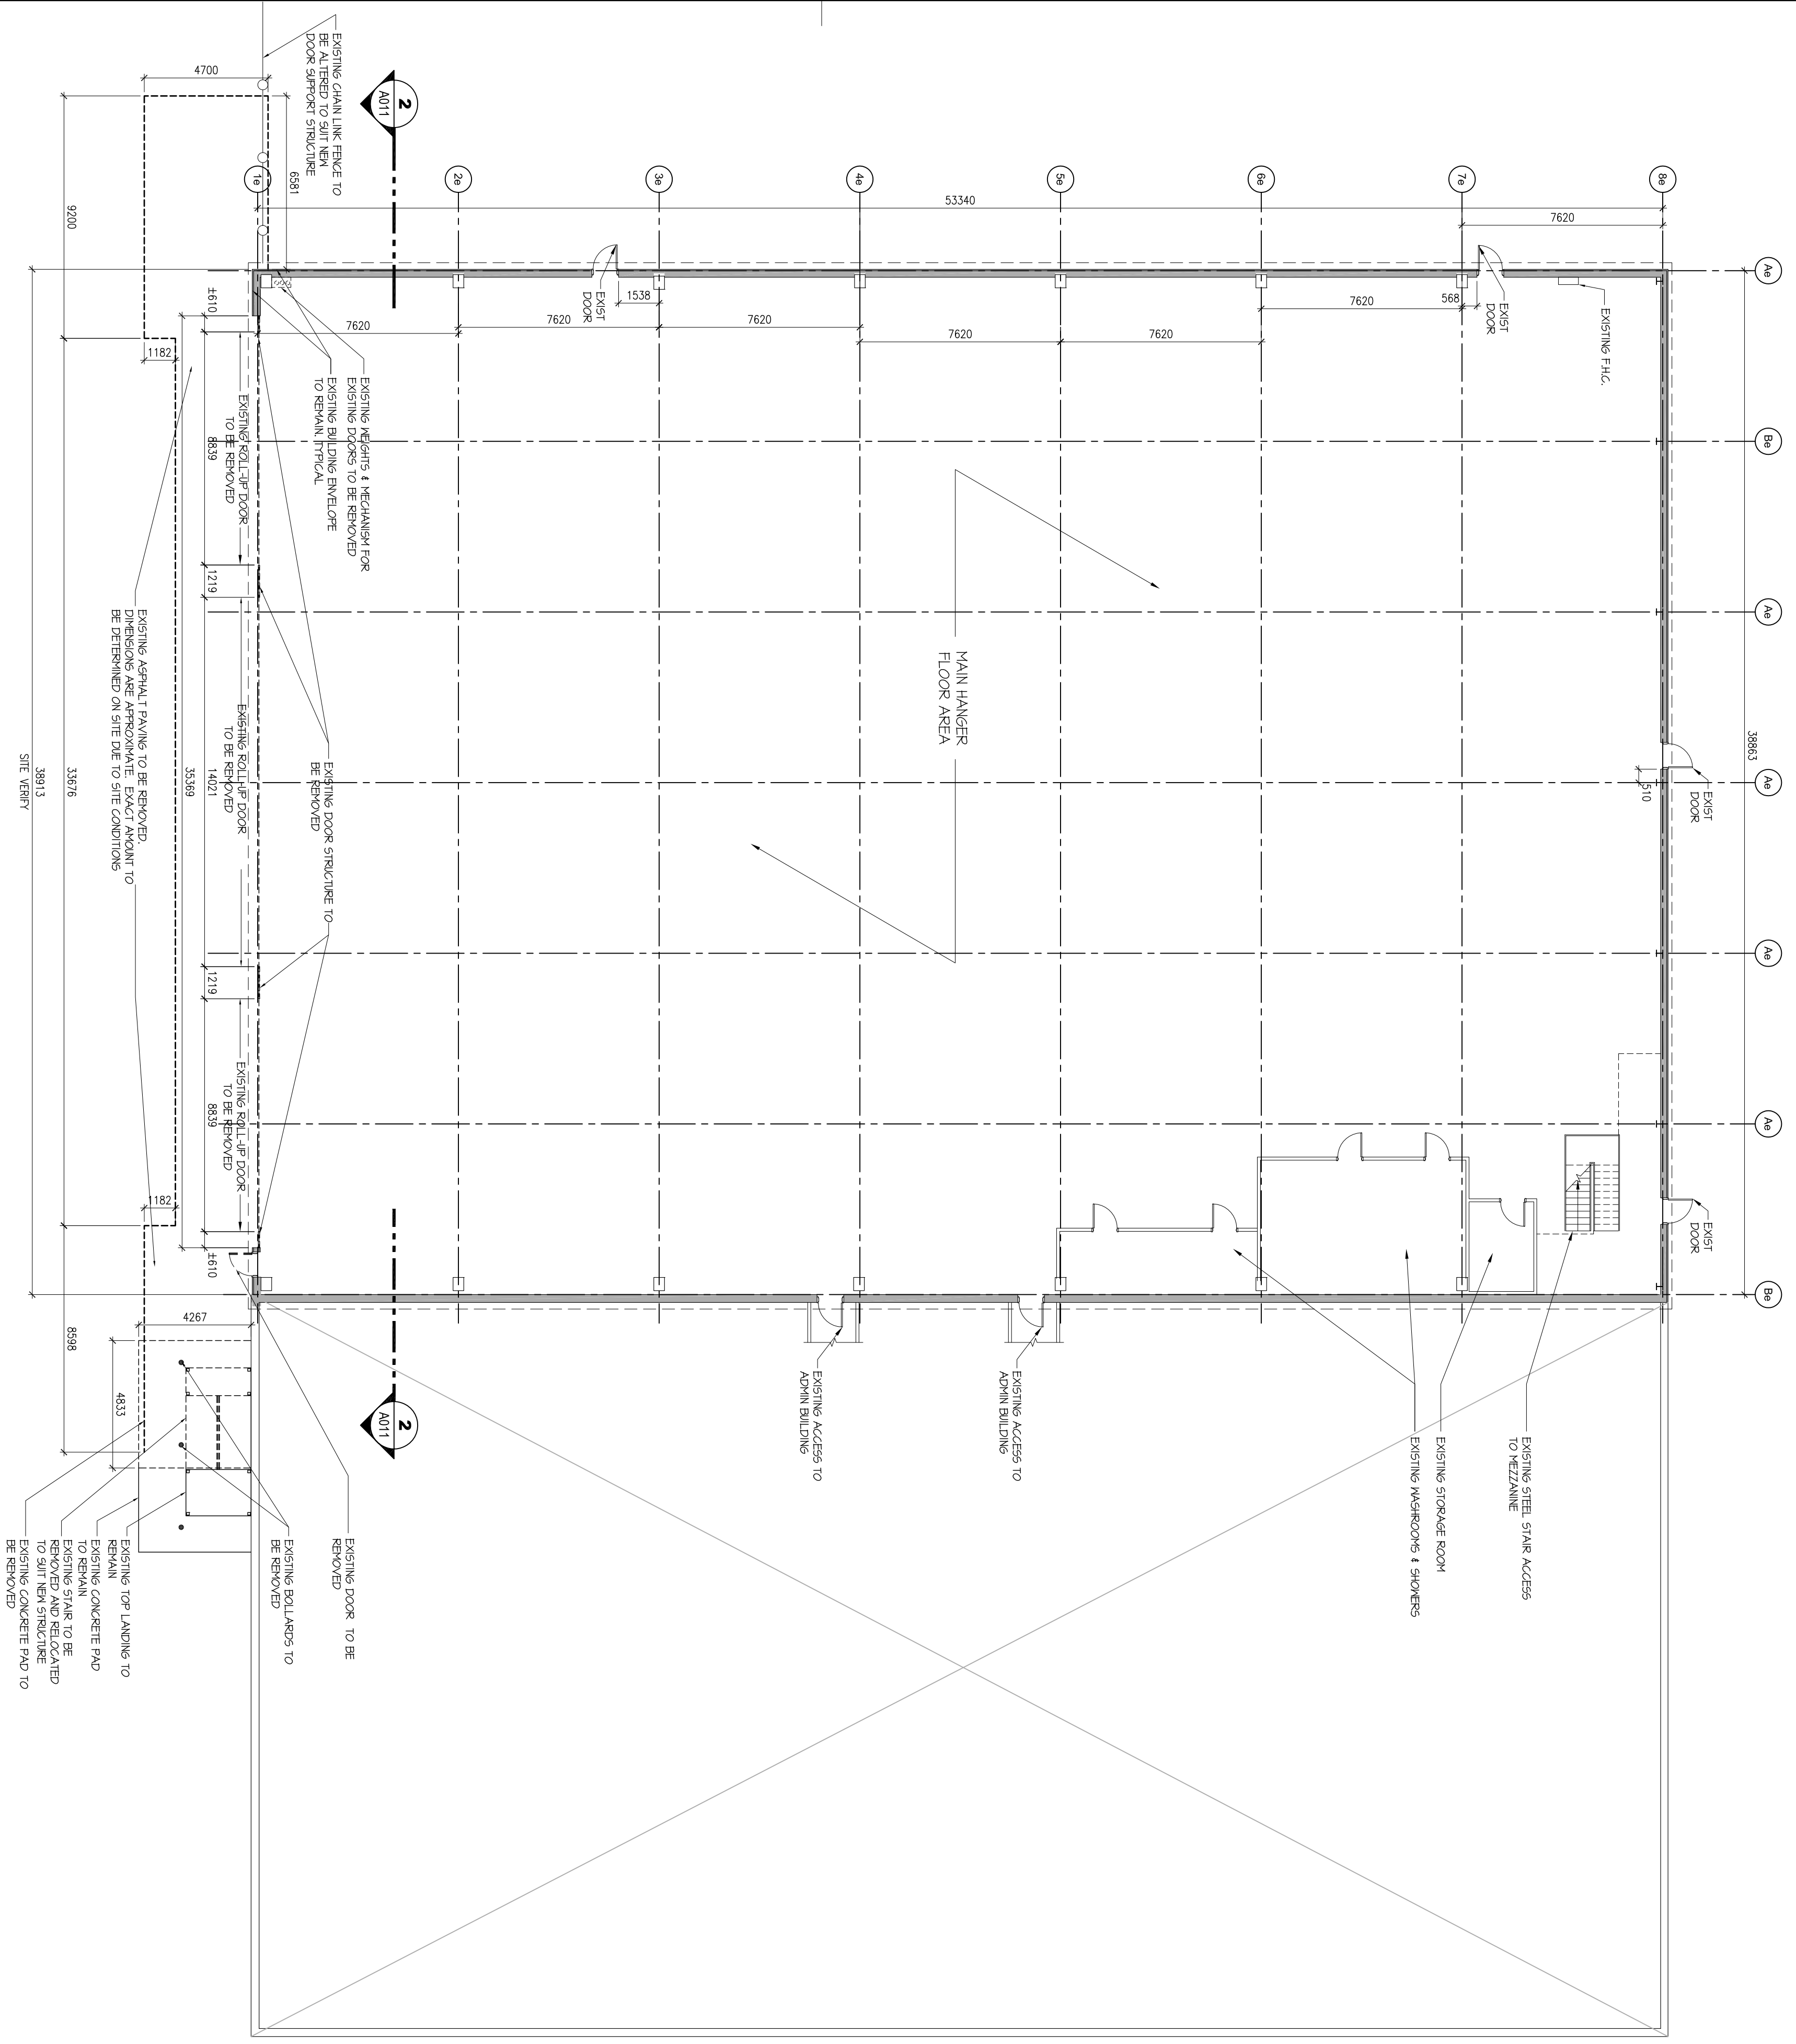 EXISTING CHAIN LINK FENCE TO
BE ALTERED TO SUIT NEW
DOOR SUPPORT STRUCTURE
4700
9200
6581
2
A011
1e
2e
3e
4e
5e
6e
7e
8e
53340
7620
Ae
Be
Ae
Ae
Ae
Ae
Be
38863
EXIST
DOOR
1538
EXIST
DOOR
568
7620
EXISTING F.H.C.
7620
7620
7620
7620
7620
±610
1182
EXISTING WEIGHTS & MECHANISM FOR
EXISTING DOORS TO BE REMOVED
EXISTING BUILDING ENVELOPE
TO REMAIN. TYPICAL
EXISTING ROLL-UP DOOR
TO BE REMOVED
8839
1219
EXISTING ASPHALT PAVING TO BE REMOVED.
DIMENSIONS ARE APPROXIMATE. EXACT AMOUNT TO
BE DETERMINED ON SITE DUE TO SITE CONDITIONS
MAIN HANGER
FLOOR AREA
EXISTING ROLL-UP DOOR
TO BE REMOVED
14021
35369
33676
38913
SITE VERIFY
EXISTING DOOR STRUCTURE TO
BE REMOVED
EXIST
DOOR
510
1219
EXISTING ROLL-UP DOOR
TO BE REMOVED
8839
1182
±610
EXIST
DOOR
8598
4267
4833
2
A011
EXISTING ACCESS TO
ADMIN BUILDING
EXISTING ACCESS TO
ADMIN BUILDING
EXISTING STEEL STAIR ACCESS
TO MEZZANINE
EXISTING STORAGE ROOM
EXISTING WASHROOMS & SHOWERS
EXISTING DOOR TO BE
REMOVED
EXISTING BOLLARDS TO
BE REMOVED
EXISTING TOP LANDING TO
REMAIN
EXISTING CONCRETE PAD
TO REMAIN
EXISTING STAIR TO BE
REMOVED AND RELOCATED
TO SUIT NEW STRUCTURE
EXISTING CONCRETE PAD TO
BE REMOVED